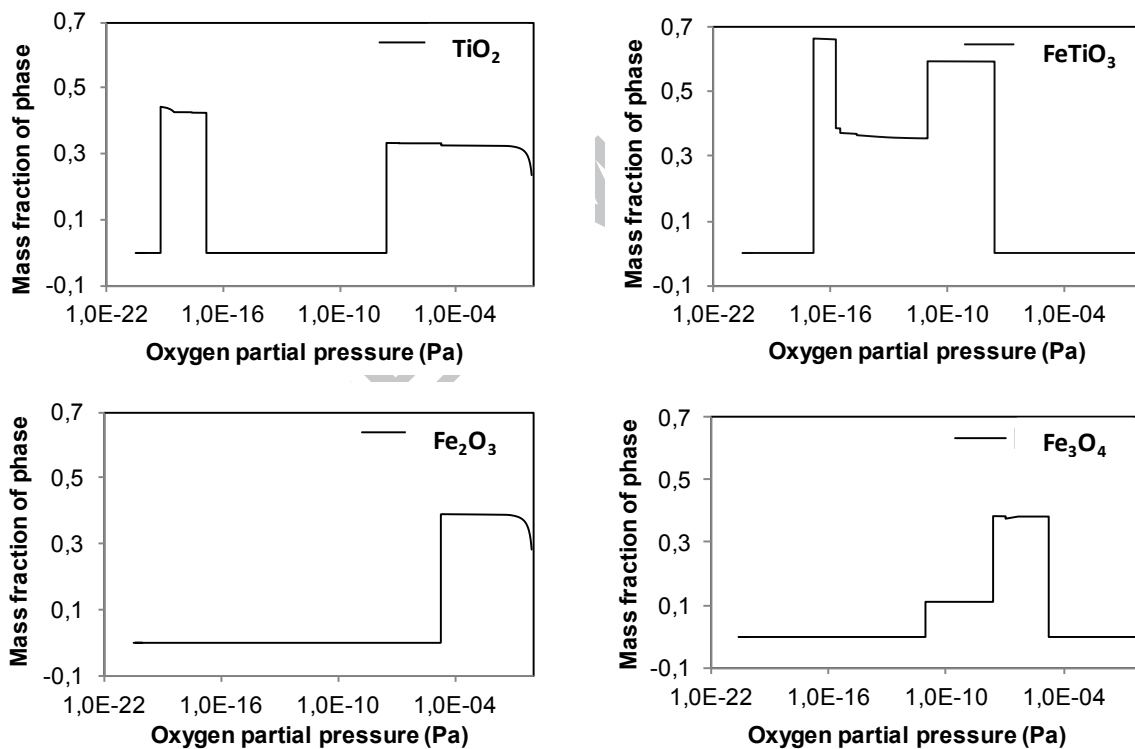 0,7
0,5
0,3
0,1
-0,1
Mass fraction of phase
TiO2
1,0E-22 1,0E-16 1,0E-10 1,0E-04
Oxygen partial pressure (Pa)
0,7
0,5
0,3
0,1
-0,1
Mass fraction of phase
FeTiO3
1,0E-22 1,0E-16 1,0E-10 1,0E-04
Oxygen partial pressure (Pa)
0,7
0,5
0,3
0,1
-0,1
Mass fraction of phase
Fe2O3
1,0E-22 1,0E-16 1,0E-10 1,0E-04
Oxygen partial pressure (Pa)
0,7
0,5
0,3
0,1
-0,1
Mass fraction of phase
Fe3O4
1,0E-22 1,0E-16 1,0E-10 1,0E-04
Oxygen partial pressure (Pa)